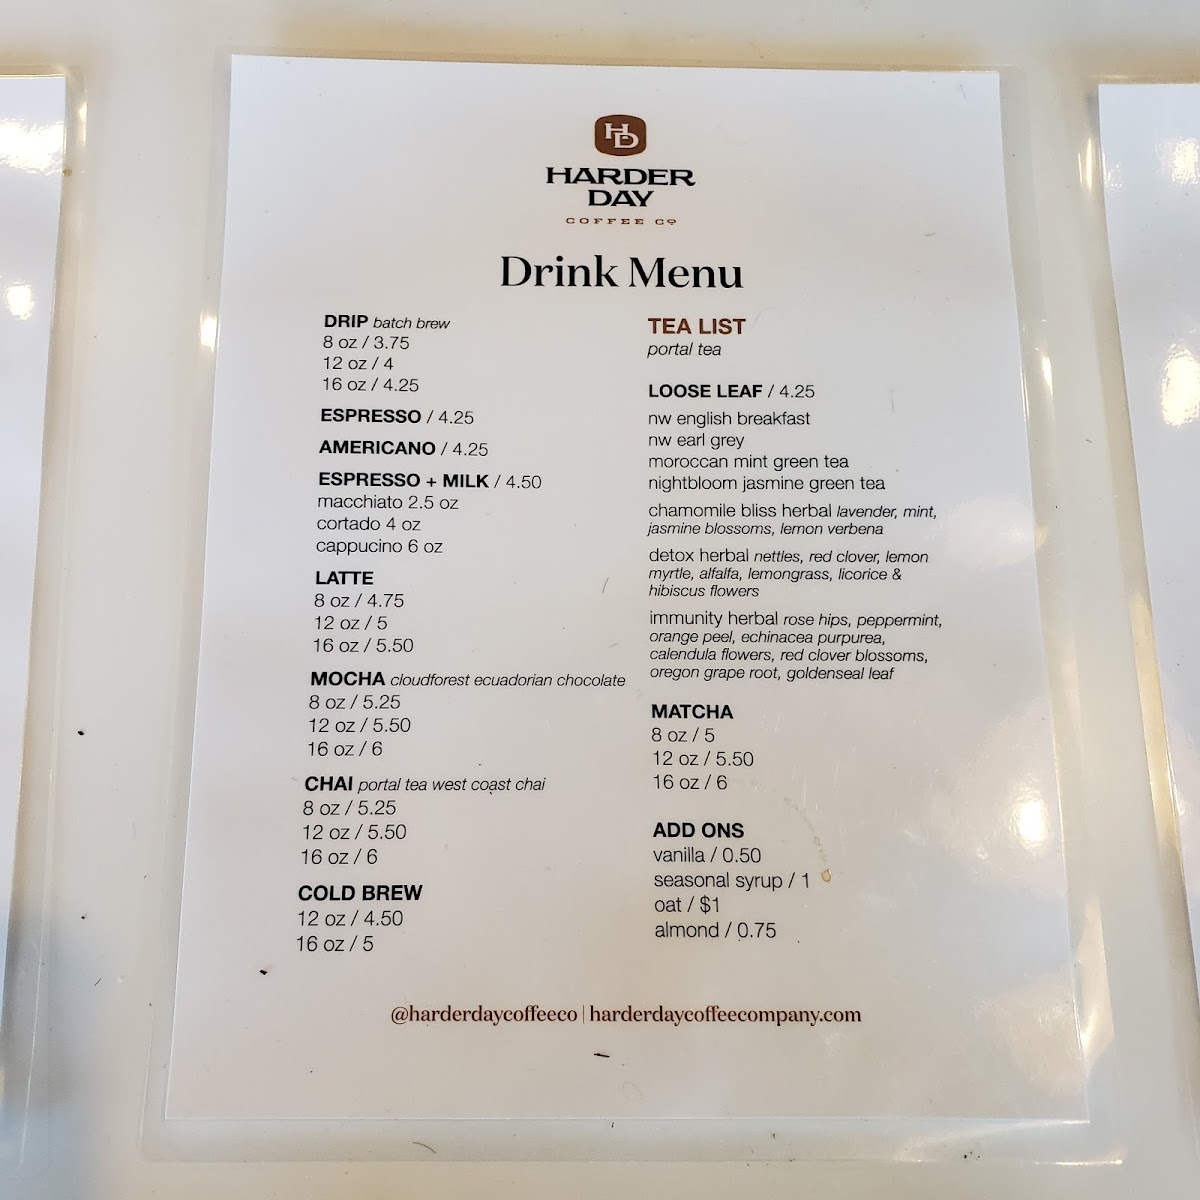 HD
HARDER
DAY
COFFEE CO
Drink Menu
DRIP batch brew
8 oz / 3.75
12 oz / 4
16 oz / 4.25
ESPRESSO / 4.25
AMERICANO / 4.25
ESPRESSO + MILK / 4.50
macchiato 2.5 oz
cortado 4 oz
cappucino 6 oz
LATTE
8 oz / 4.75
12 oz / 5
16 oz / 5.50
MOCHA cloudforest ecuadorian chocolate
8 oz / 5.25
12 oz / 5.50
16 oz / 6
CHAI portal tea west coast chai
8 oz / 5.25
12 oz / 5.50
16 oz / 6
COLD BREW
12 oz / 4.50
16 oz / 5
TEA LIST
portal tea
LOOSE LEAF / 4.25
nw english breakfast
nw earl grey
moroccan mint green tea
nightbloom jasmine green tea
chamomile bliss herbal lavender, mint,
jasmine blossoms, lemon verbena
detox herbal nettles, red clover, lemon
myrtle, alfalfa, lemongrass, licorice &
hibiscus flowers
immunity herbal rose hips, peppermint,
orange peel, echinacea purpurea,
calendula flowers, red clover blossoms,
oregon grape root, goldenseal leaf
MATCHA
8 oz / 5
12 oz / 5.50
16 oz / 6
ADD ONS
vanilla / 0.50
seasonal syrup / 1
oat / $1
almond / 0.75
@harderdaycoffeeco | harderdaycoffeecompany.com